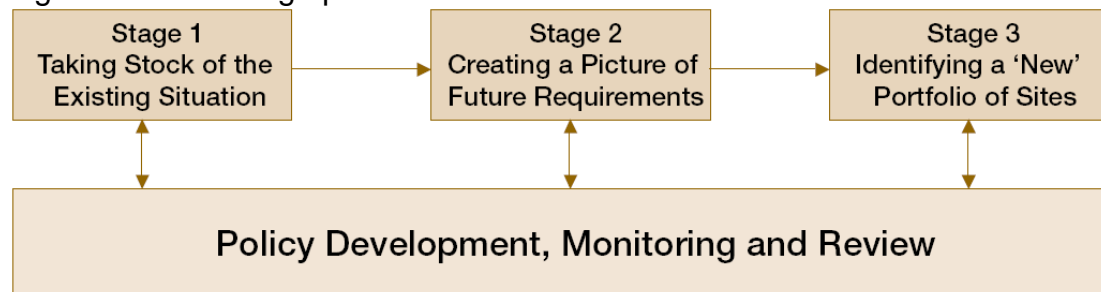 Stage 1
Taking Stock of the
Existing Situation
Stage 2
Creating a Picture of
Future Requirements
Stage 3
Identifying a ‘New’
Portfolio of Sites
Policy Development, Monitoring and Review